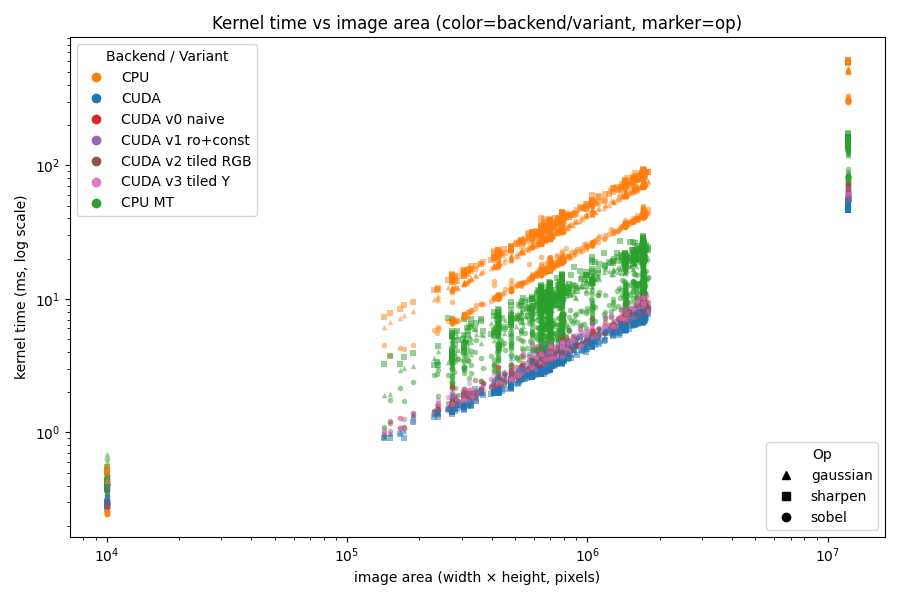 Kernel time vs image area (color=backend/variant, marker=op)
Backend / Variant
CPU
CUDA
CUDA v0 naive
CUDA v1 ro+const
CUDA v2 tiled RGB
CUDA v3 tiled Y
CPU MT
10²
10¹
10⁰
kernel time (ms, log scale)
Op
gaussian
sharpen
sobel
10⁴
10⁵
10⁶
10⁷
image area (width × height, pixels)